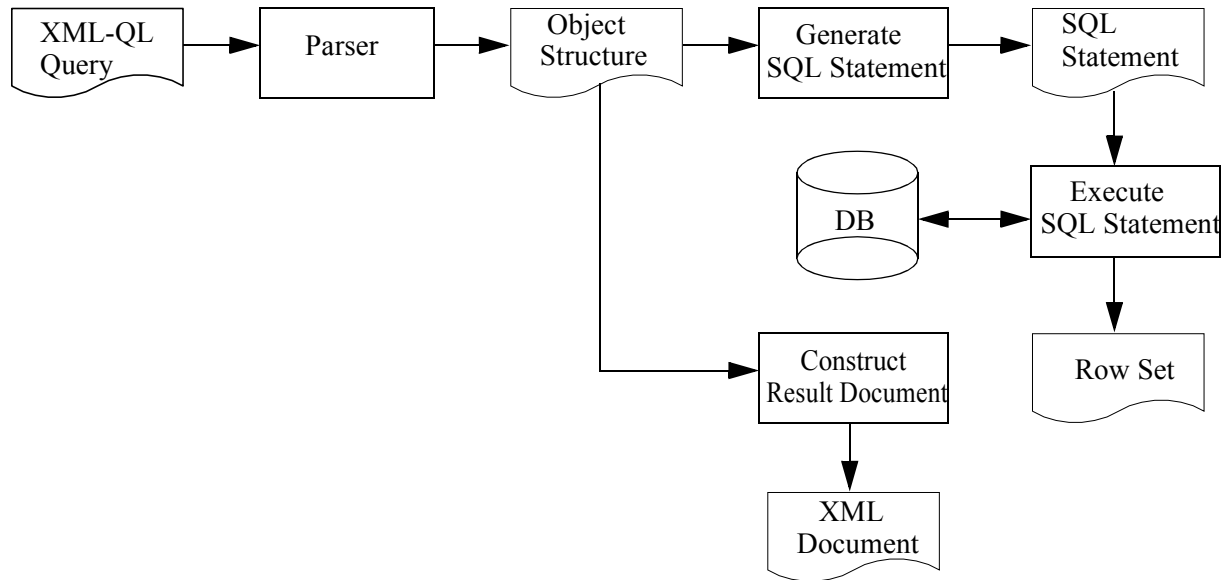 XML-QL
Query
Parser
Object
Structure
Generate
SQL Statement
SQL
Statement
DB
Execute
SQL Statement
Construct
Result Document
Row Set
XML
Document